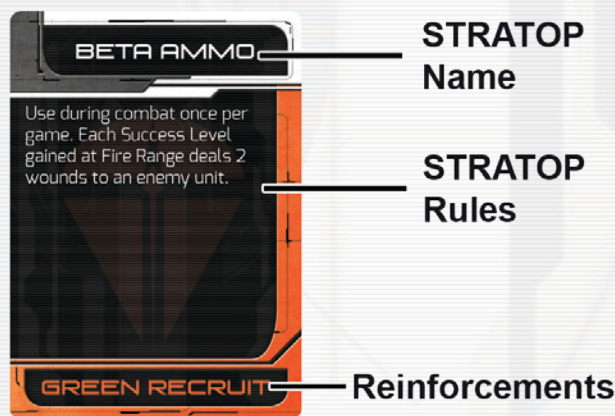 BETA AMMO
STRATOP
Name
Use during combat once per
game. Each Success Level
gained at Fire Range deals 2
wounds to an enemy unit.
STRATOP
Rules
GREEN RECRUIT
Reinforcements